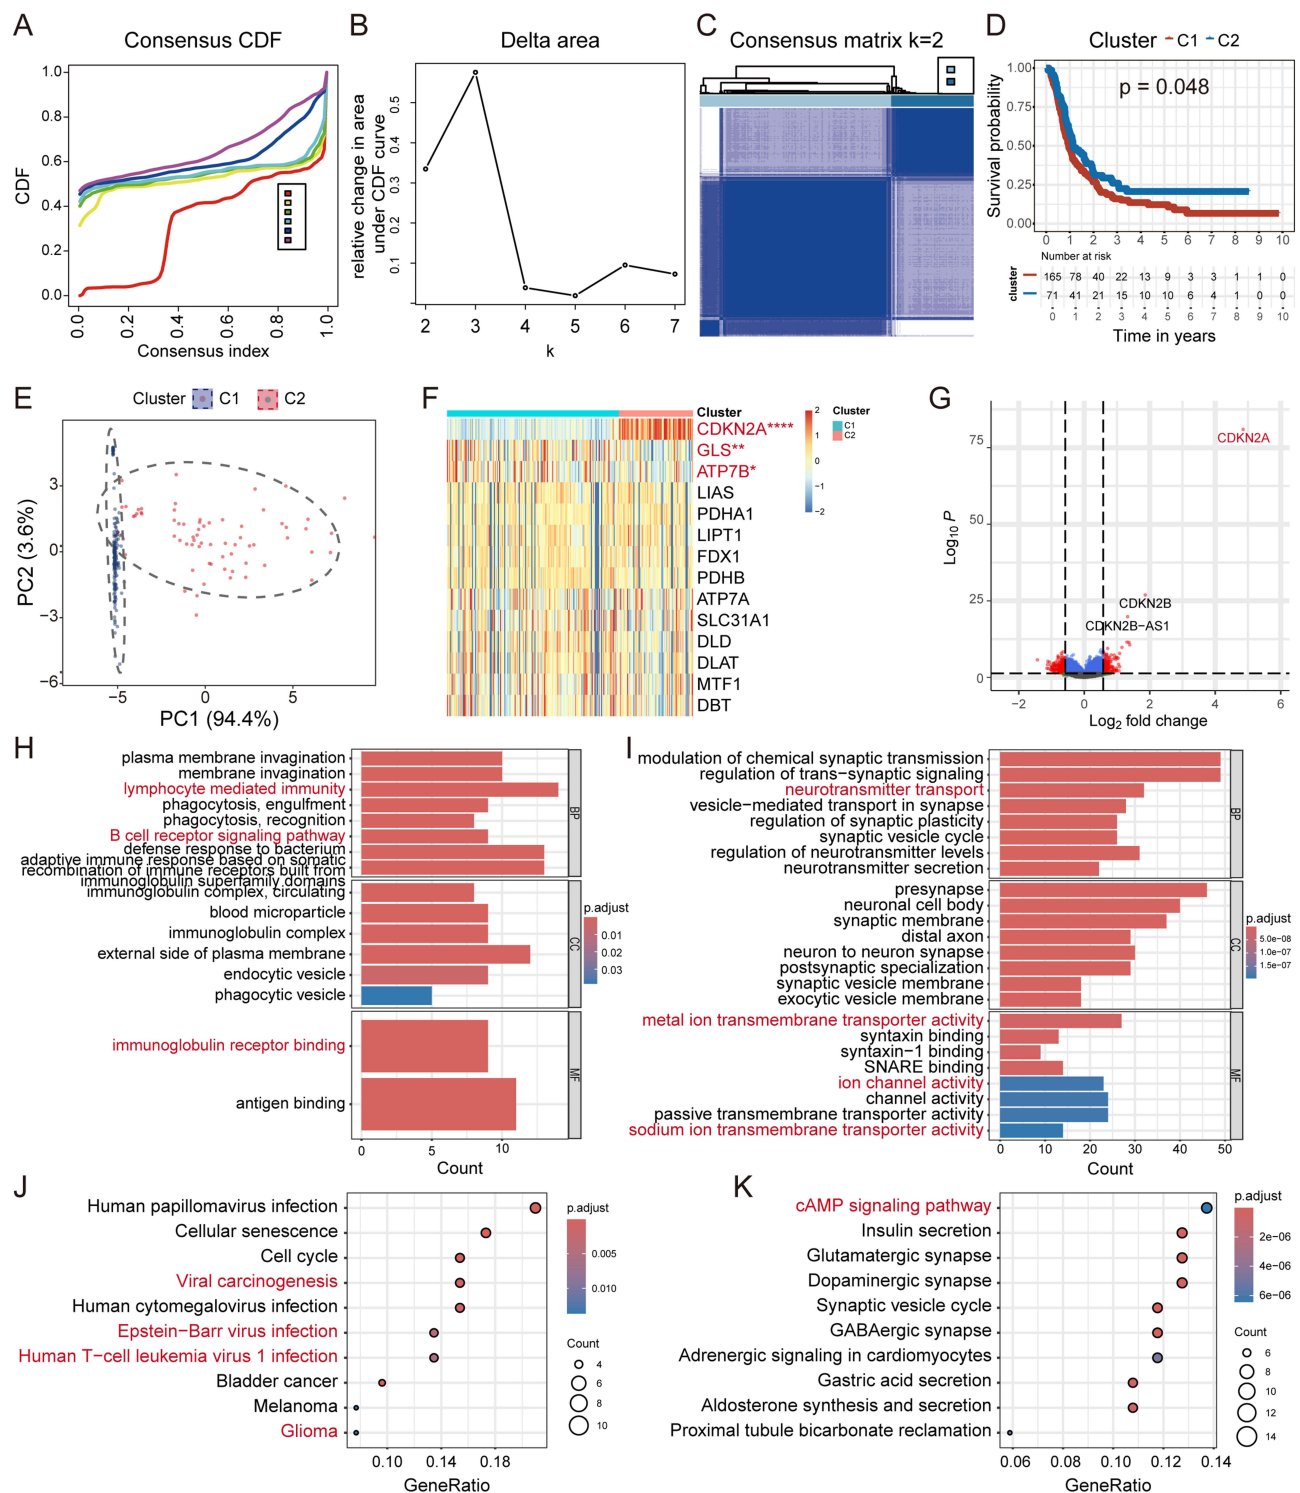 A
Consensus CDF
1.0
0.8
0.6
0.4
0.2
0.0
CDF
0.0
0.2
0.4
0.6
0.8
1.0
Consensus index
B
Delta area
relative change in area
under CDF curve
0.5
0.4
0.3
0.2
0.1
2 3 4 5 6 7
k
C
Consensus matrix k=2
D
Cluster C1 C2
p = 0.048
Survival probability
1.00
0.75
0.50
0.25
0.00
0 1 2 3 4 5 6 7 8 9 10
Number at risk
cluster
165 78 40 22 13 9 3 3 1 1 0
71 41 21 15 10 10 6 4 1 0 0
0 1 2 3 4 5 6 7 8 9 10
Time in years
E
Cluster C1 C2
PC2 (3.6%)
3
0
−3
−6
−5 0 5
PC1 (94.4%)
F
Cluster
CDKN2A****
GLS**
ATP7B*
LIAS
PDHA1
LIPT1
FDX1
PDHB
ATP7A
SLC31A1
DLD
DLAT
MTF1
DBT
2
1
0
−1
−2
Cluster
C1
C2
G
Log10 P
75
50
25
0
CDKN2A
CDKN2B
CDKN2B−AS1
−2 0 2 4 6
Log2 fold change
H
plasma membrane invagination
membrane invagination
lymphocyte mediated immunity
phagocytosis, engulfment
phagocytosis, recognition
B cell receptor signaling pathway
defense response to bacterium
adaptive immune response based on somatic
recombination of immune receptors built from
immunoglobulin superfamily domains
immunoglobulin complex, circulating
blood microparticle
immunoglobulin complex
external side of plasma membrane
endocytic vesicle
phagocytic vesicle
immunoglobulin receptor binding
antigen binding
BP
CC
MF
0 5 10
Count
p.adjust
0.01
0.02
0.03
I
modulation of chemical synaptic transmission
regulation of trans−synaptic signaling
neurotransmitter transport
vesicle−mediated transport in synapse
regulation of synaptic plasticity
synaptic vesicle cycle
regulation of neurotransmitter levels
neurotransmitter secretion
presynapse
neuronal cell body
synaptic membrane
distal axon
neuron to neuron synapse
postsynaptic specialization
synaptic vesicle membrane
exocytic vesicle membrane
metal ion transmembrane transporter activity
syntaxin binding
syntaxin−1 binding
SNARE binding
ion channel activity
channel activity
passive transmembrane transporter activity
sodium ion transmembrane transporter activity
BP
CC
MF
0 10 20 30 40 50
Count
p.adjust
5.0e−08
1.0e−07
1.5e−07
J
Human papillomavirus infection
Cellular senescence
Cell cycle
Viral carcinogenesis
Human cytomegalovirus infection
Epstein−Barr virus infection
Human T−cell leukemia virus 1 infection
Bladder cancer
Melanoma
Glioma
0.10 0.14 0.18
GeneRatio
p.adjust
0.005
0.010
Count
4
6
8
10
K
cAMP signaling pathway
Insulin secretion
Glutamatergic synapse
Dopaminergic synapse
Synaptic vesicle cycle
GABAergic synapse
Adrenergic signaling in cardiomyocytes
Gastric acid secretion
Aldosterone synthesis and secretion
Proximal tubule bicarbonate reclamation
0.06 0.08 0.10 0.12 0.14
GeneRatio
p.adjust
2e−06
4e−06
6e−06
Count
6
8
10
12
14